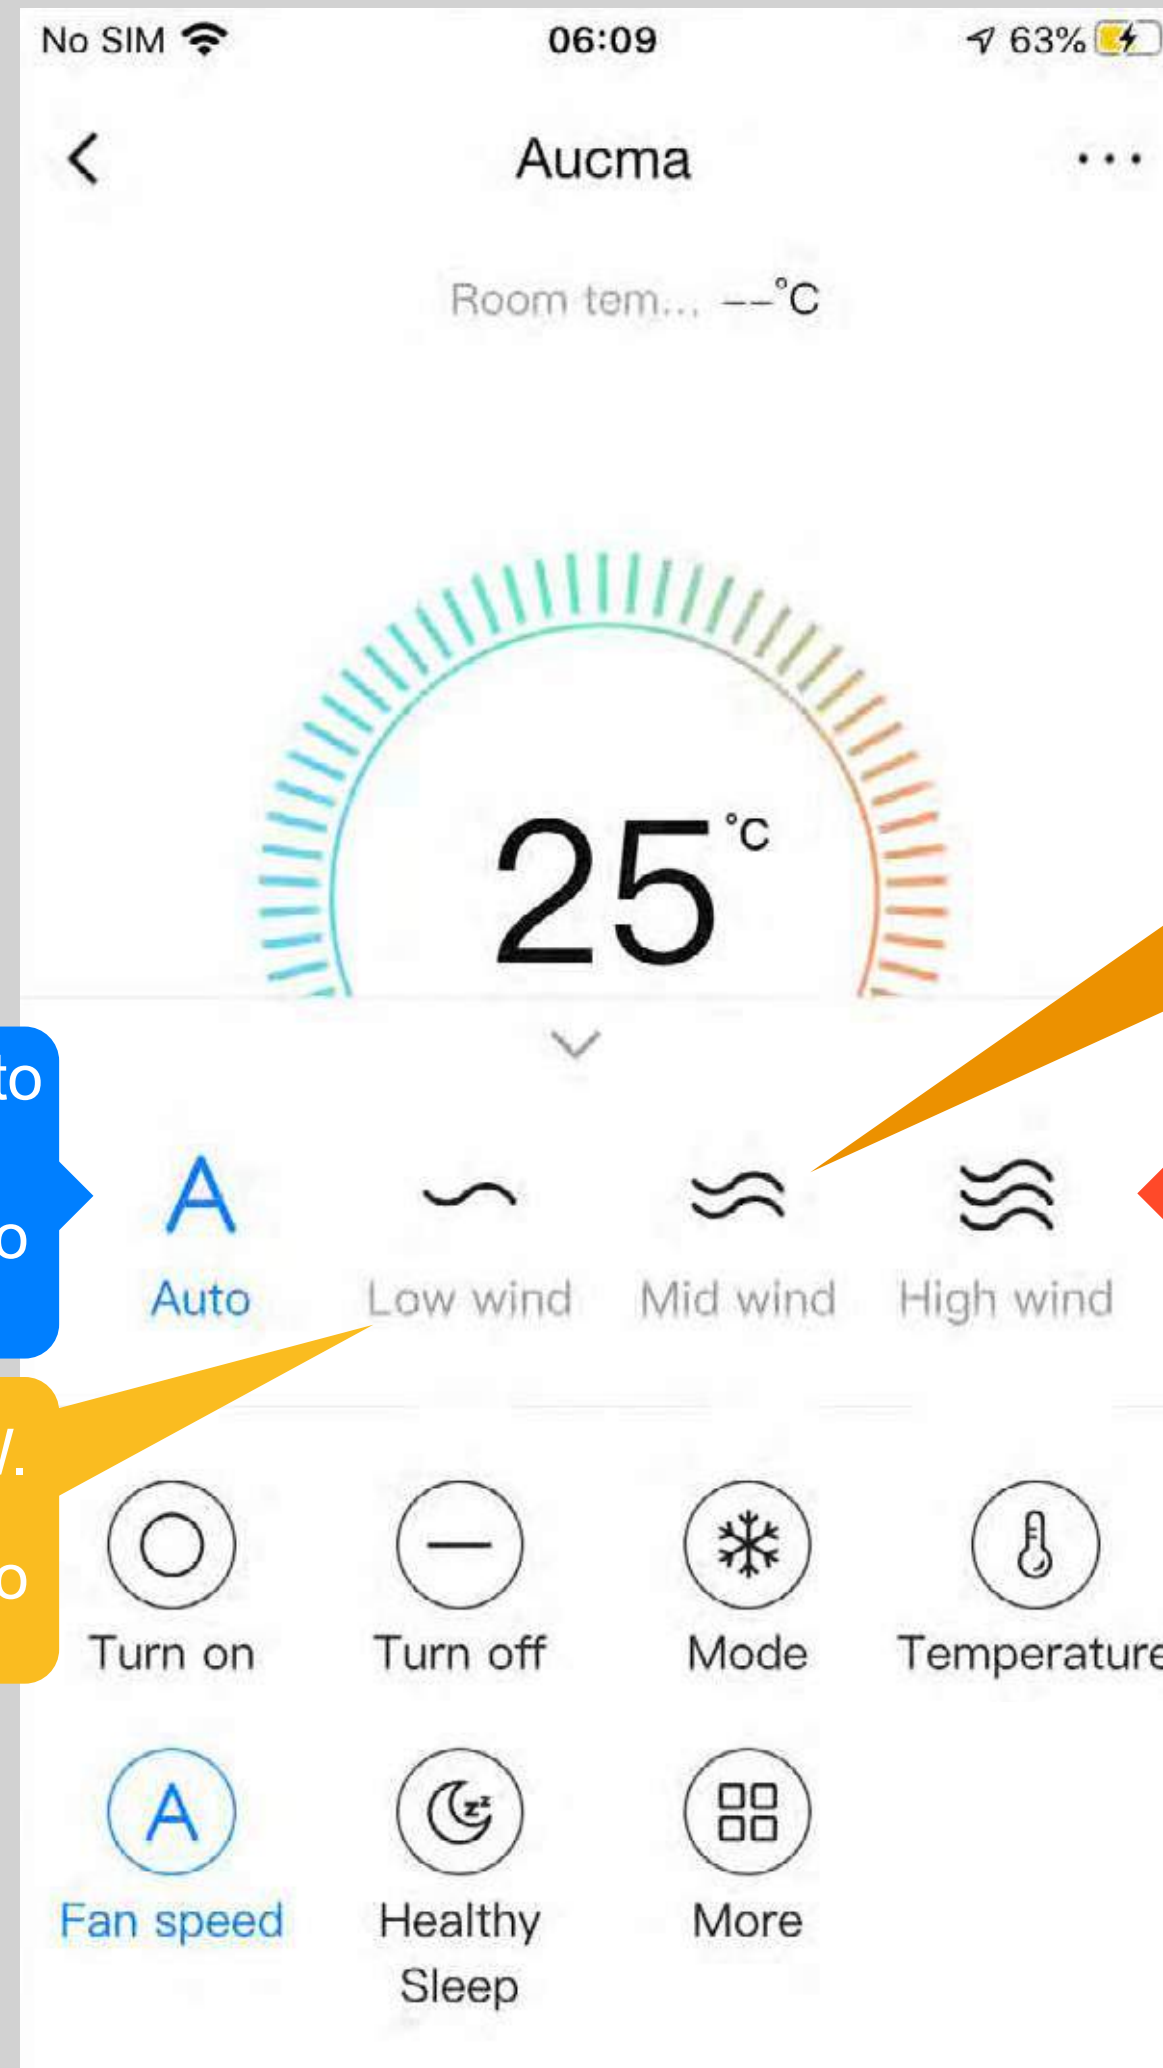 No SIM 06:09 63%
Aucma
Room tem... --°C
25 °C
to
A
o
Auto Low wind Mid wind High wind
o
Turn on Turn off Mode Temperature
A
Fan speed Healthy Sleep More